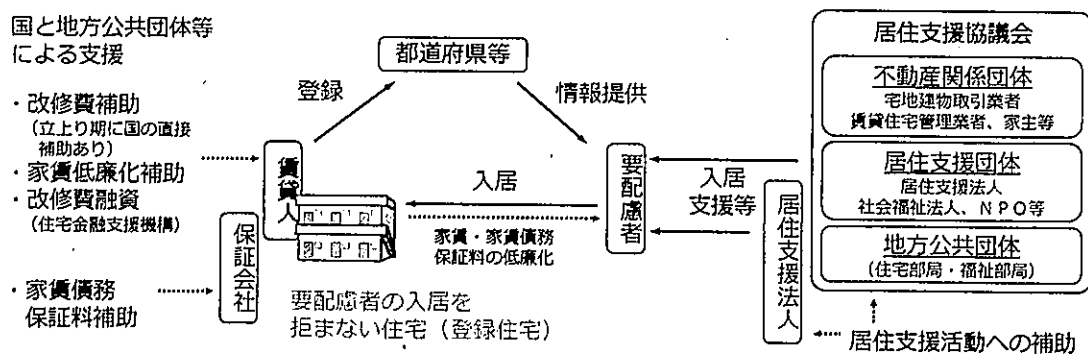 国と地方公共団体等
による支援
・改修費補助
(立上り期に国の直接
補助あり)
・家賃低廉化補助
・改修費融資
(住宅金融支援機構)
・家賃債務
保証料補助
都道府県等
登録
情報提供
賃貸人
保証会社
入居
家賃・家賃債務
保証料の低廉化
要配慮者の入居を
拒まない住宅(登録住宅)
要配慮者
入居
支援等
居住支援法人
居住支援協議会
不動産関係団体
宅地建物取引業者
賃貸住宅管理業者、家主等
居住支援団体
居住支援法人
社会福祉法人、NPO等
地方公共団体
(住宅部局・福祉部局)
居住支援活動への補助